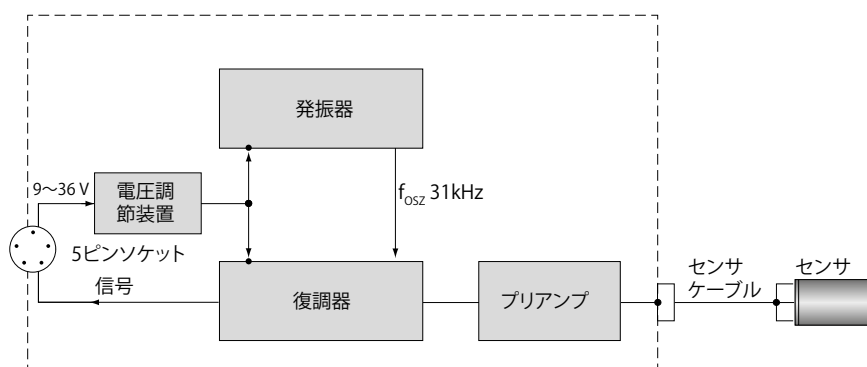 発振器
9〜36 V
電圧調
節装置
fOSZ 31kHz
5ピンソケット
信号
復調器
プリアンプ
センサ
ケーブル
センサ